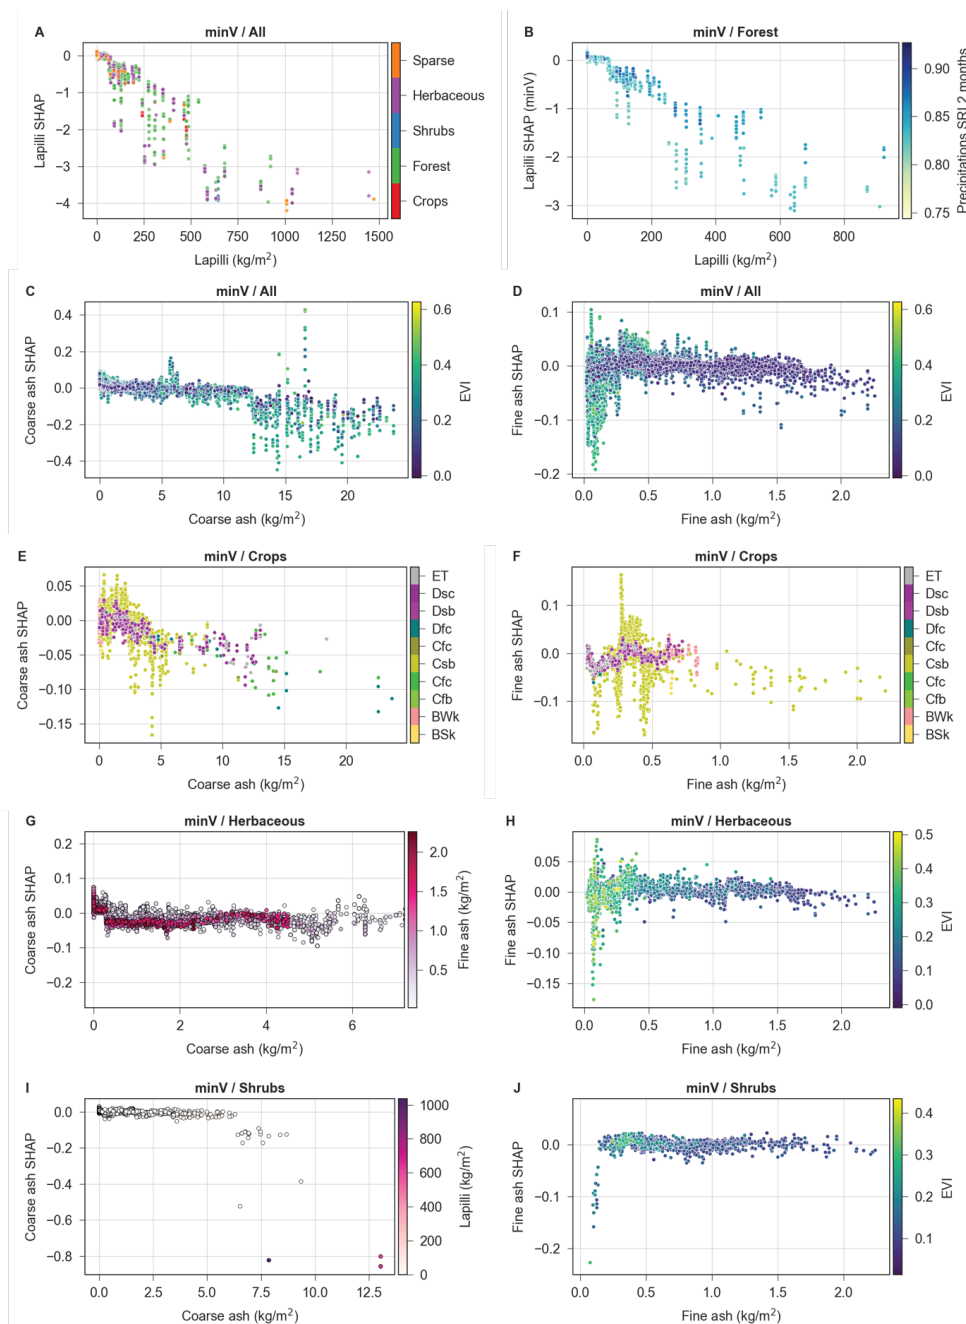 A
minV / All
0
−1
−2
−3
−4
Lapilli SHAP
0
250
500
750
1000
1250
1500
Lapilli (kg/m²)
Sparse
Herbaceous
Shrubs
Forest
Crops
B
minV / Forest
0
−1
−2
−3
Lapilli SHAP (minV)
0
200
400
600
800
Lapilli (kg/m²)
0.90
0.85
0.80
0.75
Precipitations SRL2 months
C
minV / All
0.4
0.2
0.0
−0.2
−0.4
Coarse ash SHAP
0
5
10
15
20
Coarse ash (kg/m²)
0.6
0.4
0.2
0.0
EVI
D
minV / All
0.1
0.0
−0.1
−0.2
Fine ash SHAP
0.0
0.5
1.0
1.5
2.0
Fine ash (kg/m²)
0.6
0.4
0.2
0.0
EVI
E
minV / Crops
0.05
0.00
−0.05
−0.10
−0.15
Coarse ash SHAP
0
10
20
Coarse ash (kg/m²)
ET
Dsc
Dsb
Dfc
Cfc
Csb
Cfc
Cfb
BWk
BSk
F
minV / Crops
0.1
0.0
−0.1
Fine ash SHAP
0.0
0.5
1.0
1.5
2.0
Fine ash (kg/m²)
ET
Dsc
Dsb
Dfc
Cfc
Csb
Cfc
Cfb
BWk
BSk
G
minV / Herbaceous
0.2
0.1
0.0
−0.1
−0.2
Coarse ash SHAP
0
2
4
6
Coarse ash (kg/m²)
2.0
1.5
1.0
0.5
Fine ash (kg/m²)
H
minV / Herbaceous
0.05
0.00
−0.05
−0.10
−0.15
Fine ash SHAP
0.0
0.5
1.0
1.5
2.0
Fine ash (kg/m²)
0.5
0.4
0.3
0.2
0.1
0.0
EVI
I
minV / Shrubs
0.0
−0.2
−0.4
−0.6
−0.8
Coarse ash SHAP
0.0
2.5
5.0
7.5
10.0
12.5
Coarse ash (kg/m²)
1000
800
600
400
200
0
Lapilli (kg/m²)
J
minV / Shrubs
0.0
−0.1
−0.2
Fine ash SHAP
0.0
0.5
1.0
1.5
2.0
Fine ash (kg/m²)
0.4
0.3
0.2
0.1
EVI